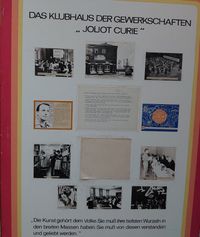 DAS KLUBHAUS DER GEWERKSCHAFTEN
„JOLIOT CURIE“
„Die Kunst gehört dem Volke. Sie muß ihre tiefsten Wurzeln in
den breiten Massen haben. Sie muß von diesen verstanden
und geliebt werden.“